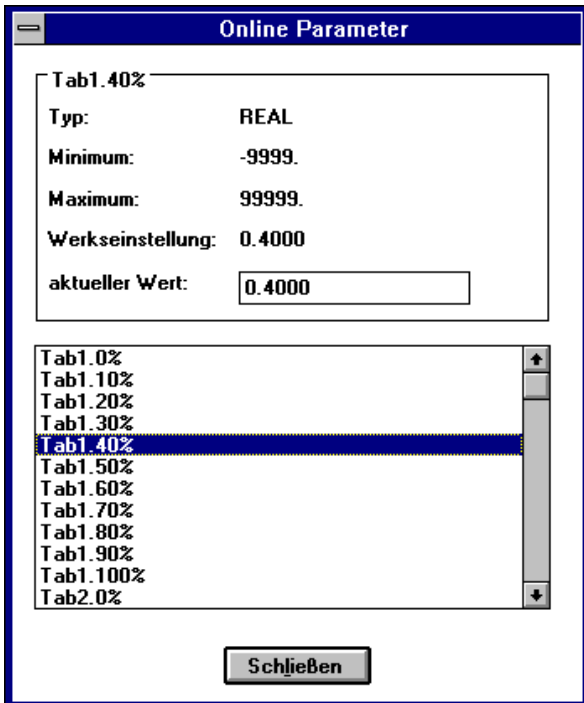 Online Parameter
Tab1.40%
Typ: REAL
Minimum: -9999.
Maximum: 99999.
Werkseinstellung: 0.4000
aktueller Wert: 0.4000
Tab1.0%
Tab1.10%
Tab1.20%
Tab1.30%
Tab1.40%
Tab1.50%
Tab1.60%
Tab1.70%
Tab1.80%
Tab1.90%
Tab1.100%
Tab2.0%
Schließen